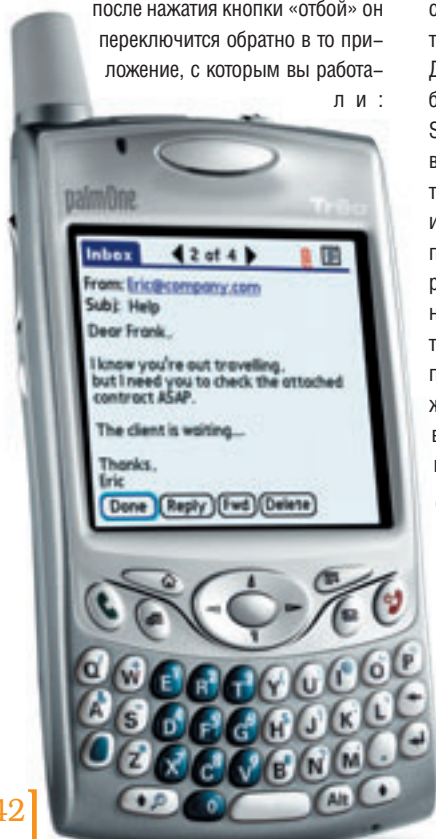 после нажатия кнопки «отбой» он
переключится обратно в то при-
ложение, с которым вы работа-
ли:
palmOne
Treo
Inbox 2 of 4
From: Eric@company.com
Subj: Help
Dear Frank,
I know you're out travelling,
but I need you to check the attached
contract ASAP.
The client is waiting...
Thanks,
Eric
Done Reply Fwd Delete
Q W E R T Y U I O P
A S D F G H J K L
Z X C V B N M .
0 Alt
42